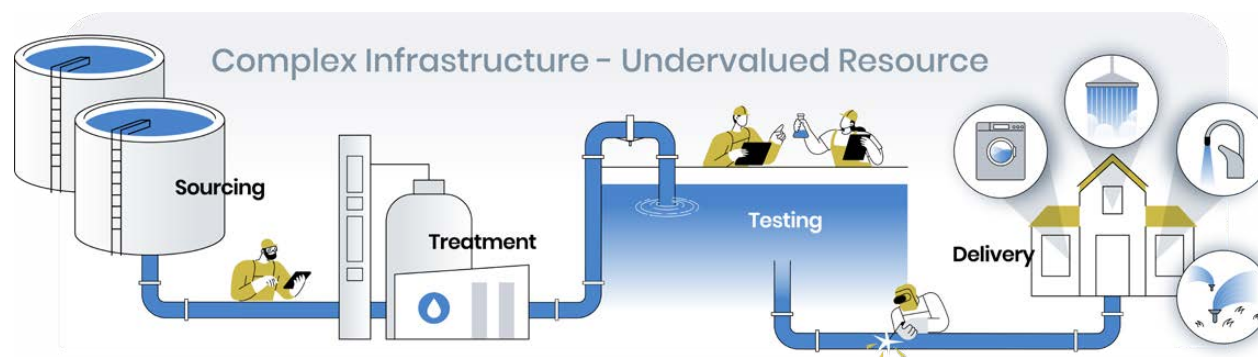 Complex Infrastructure - Undervalued Resource
Sourcing
Treatment
Testing
Delivery